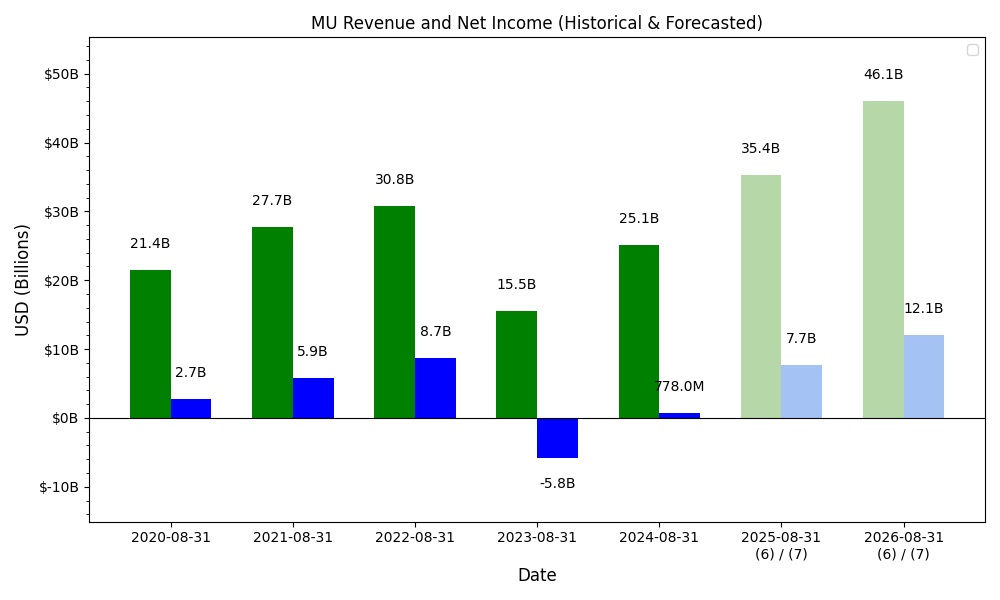 MU Revenue and Net Income (Historical & Forecasted)
USD (Billions)
$50B
$40B
$30B
$20B
$10B
$0B
$-10B
21.4B
2.7B
27.7B
5.9B
30.8B
8.7B
15.5B
-5.8B
25.1B
778.0M
35.4B
7.7B
46.1B
12.1B
2020-08-31
2021-08-31
2022-08-31
2023-08-31
2024-08-31
2025-08-31
(6) / (7)
2026-08-31
(6) / (7)
Date